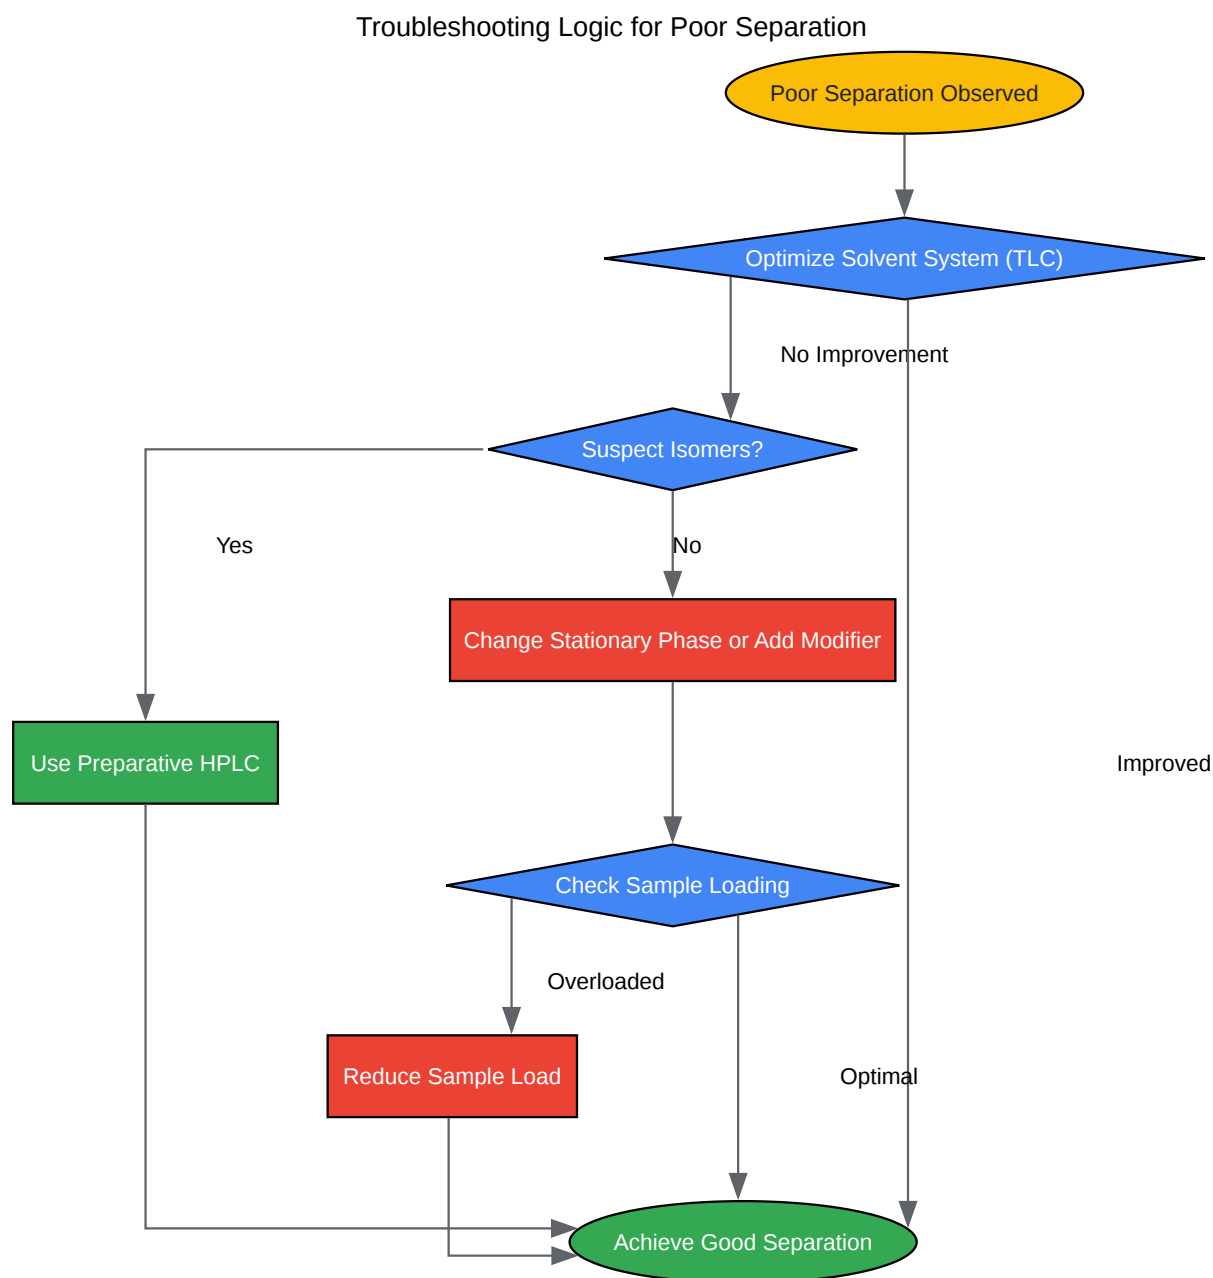 Troubleshooting Logic for Poor Separation
Poor Separation Observed
Optimize Solvent System (TLC)
No Improvement
Suspect Isomers?
Yes
No
Change Stationary Phase or Add Modifier
Use Preparative HPLC
Improved
Check Sample Loading
Overloaded
Reduce Sample Load
Optimal
Achieve Good Separation